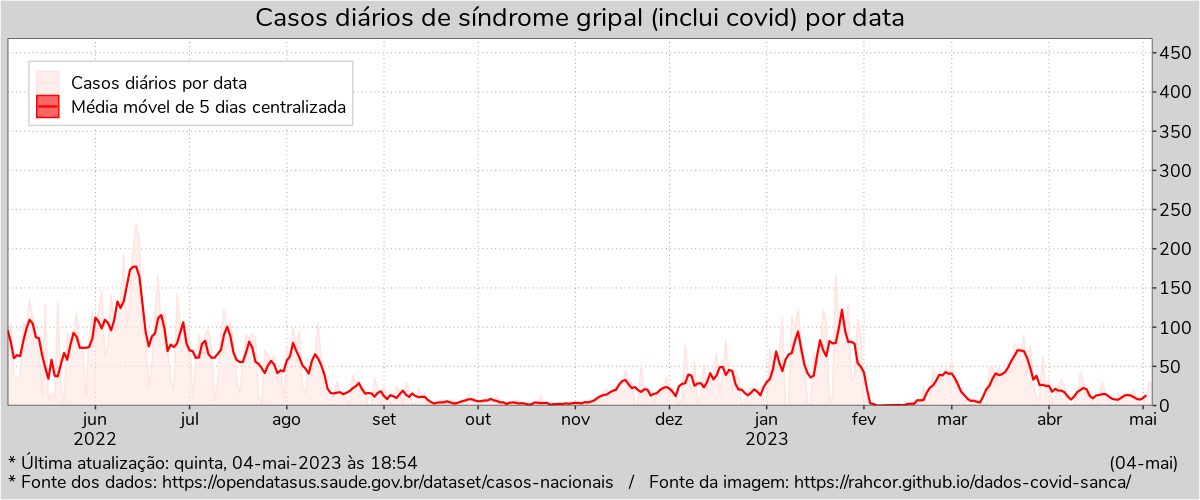 Casos diários de síndrome gripal (inclui covid) por data
Casos diários por data
Média móvel de 5 dias centralizada
450
400
350
300
250
200
150
100
50
0
jun jul ago set out nov dez jan fev mar abr mai
2022 2023
* Última atualização: quinta, 04-mai-2023 às 18:54 (04-mai)
* Fonte dos dados: https://opendatasus.saude.gov.br/dataset/casos-nacionais / Fonte da imagem: https://rahcor.github.io/dados-covid-sanca/